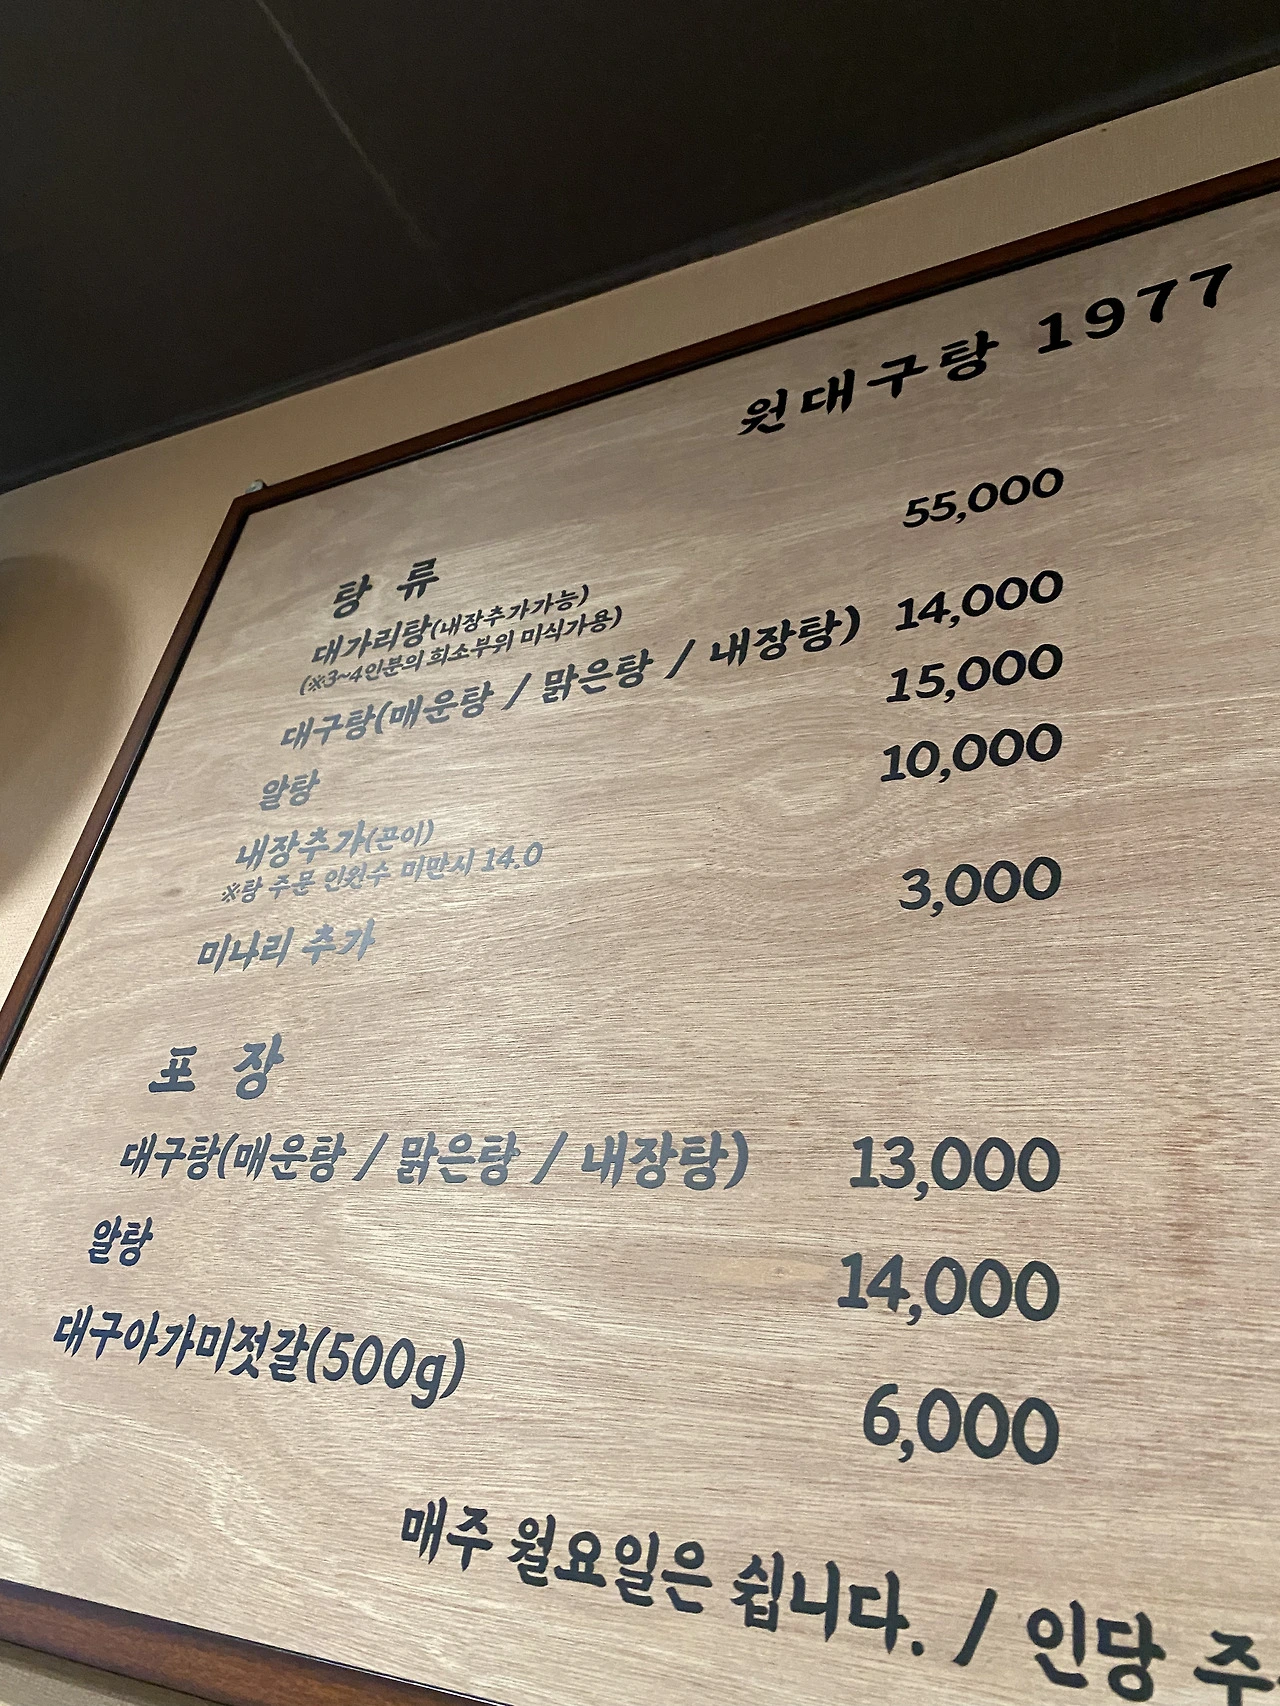 원대구탕 1977
탕 류
대가리탕(내장추가가능) 55,000
(※3~4인분의 희소부위 미식가용)
대구탕(매운탕 / 맑은탕 / 내장탕) 14,000
알탕 15,000
내장추가(곤이) 10,000
※탕 주문 인원수 미만시 14.0
미나리 추가 3,000
포 장
대구탕(매운탕 / 맑은탕 / 내장탕) 13,000
알탕 14,000
대구아가미젓갈(500g) 6,000
매주 월요일은 쉽니다. / 인당 주